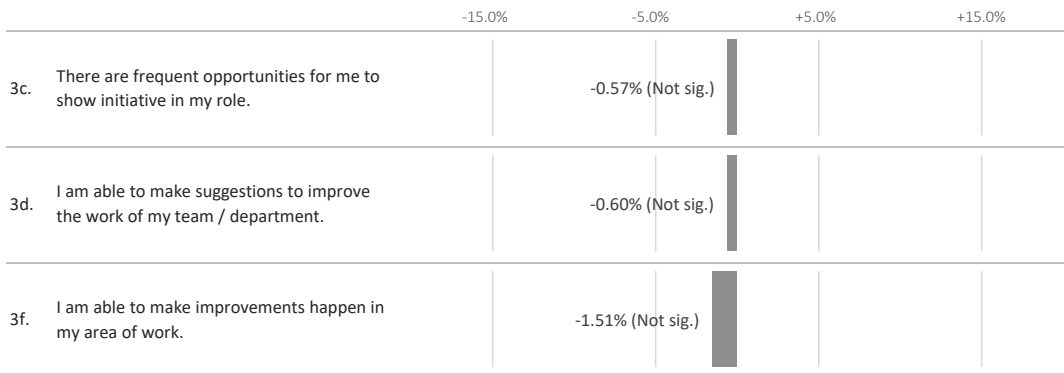 -15.0% -5.0% +5.0% +15.0%
3c. There are frequent opportunities for me to
show initiative in my role.
-0.57% (Not sig.)
3d. I am able to make suggestions to improve
the work of my team / department.
-0.60% (Not sig.)
3f. I am able to make improvements happen in
my area of work.
-1.51% (Not sig.)